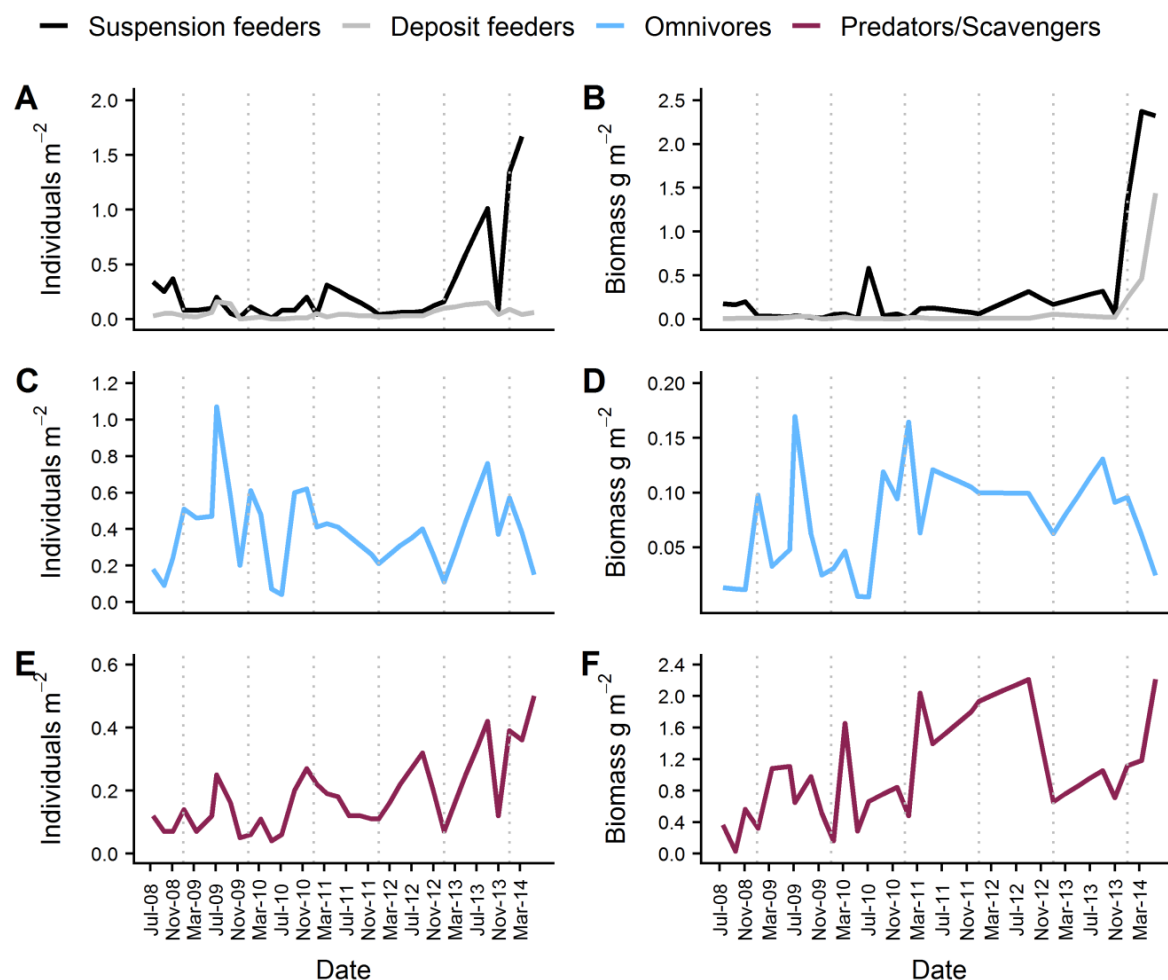 Suspension feeders Deposit feeders Omnivores Predators/Scavengers
A
Individuals m⁻²
2.0
1.5
1.0
0.5
0.0
B
Biomass g m⁻²
2.5
2.0
1.5
1.0
0.5
0.0
C
Individuals m⁻²
1.2
1.0
0.8
0.6
0.4
0.2
0.0
D
Biomass g m⁻²
0.20
0.15
0.10
0.05
E
Individuals m⁻²
0.6
0.4
0.2
0.0
Jul-08
Nov-08
Mar-09
Jul-09
Nov-09
Mar-10
Jul-10
Nov-10
Mar-11
Jul-11
Nov-11
Mar-12
Jul-12
Nov-12
Mar-13
Jul-13
Nov-13
Mar-14
Date
F
Biomass g m⁻²
2.4
2.0
1.6
1.2
0.8
0.4
0.0
Jul-08
Nov-08
Mar-09
Jul-09
Nov-09
Mar-10
Jul-10
Nov-10
Mar-11
Jul-11
Nov-11
Mar-12
Jul-12
Nov-12
Mar-13
Jul-13
Nov-13
Mar-14
Date